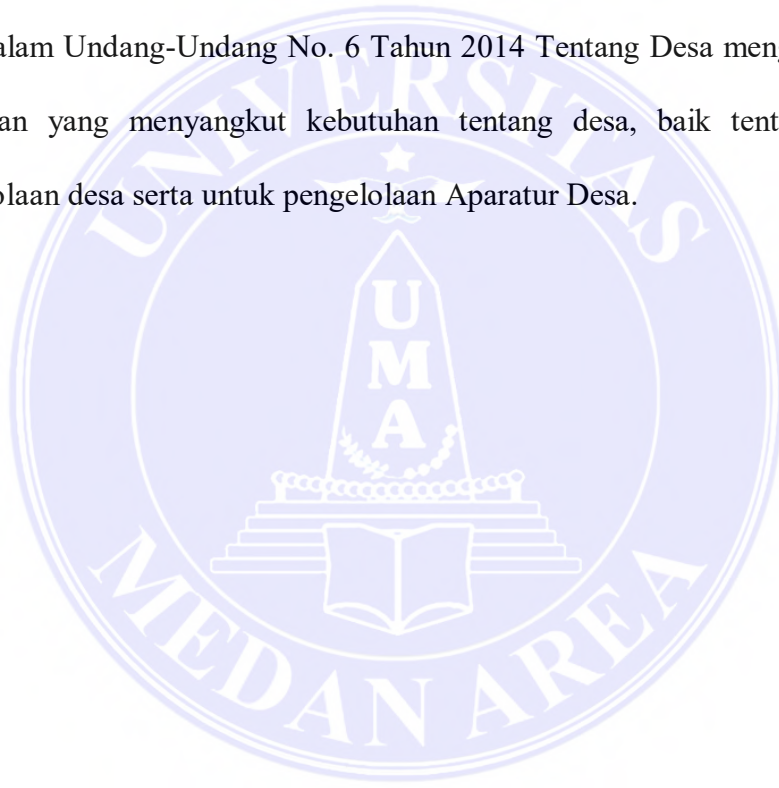 alam Undang-Undang No. 6 Tahun 2014 Tentang Desa meng
an yang menyangkut kebutuhan tentang desa, baik tent
olaan desa serta untuk pengelolaan Aparatur Desa.
UNIVERSITAS
U
M
A
MEDAN AREA